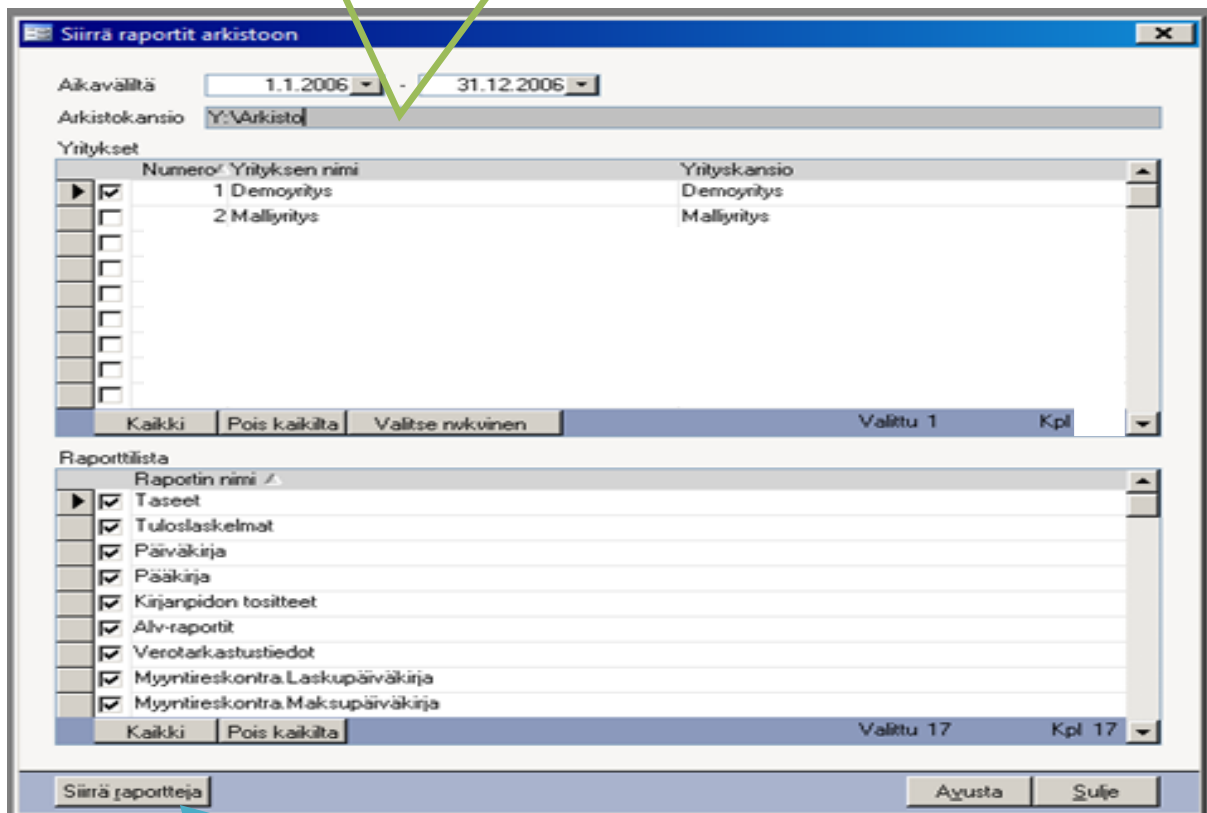 Siirrä raportit arkistoon
Aikaväliltä 1.1.2006 - 31.12.2006
Arkistokansio Y:\Arkisto
Yritykset
Numero Yrityksen nimi Yrityskansio
1 Demoyritys Demoyritys
2 Malliyritys Malliyritys
Kaikki Pois kaikilta Valitse nykyinen Valittu 1 Kpl
Raporttilista
Raportin nimi
Taseet
Tuloslaskelmat
Päiväkirja
Pääkirja
Kirjanpidon tositteet
Alv-raportit
Verotarkastustiedot
Myyntireskontra.Laskupäiväkirja
Myyntireskontra.Maksupäiväkirja
Kaikki Pois kaikilta Valittu 17 Kpl 17
Siirrä raportteja Avusta Sulje